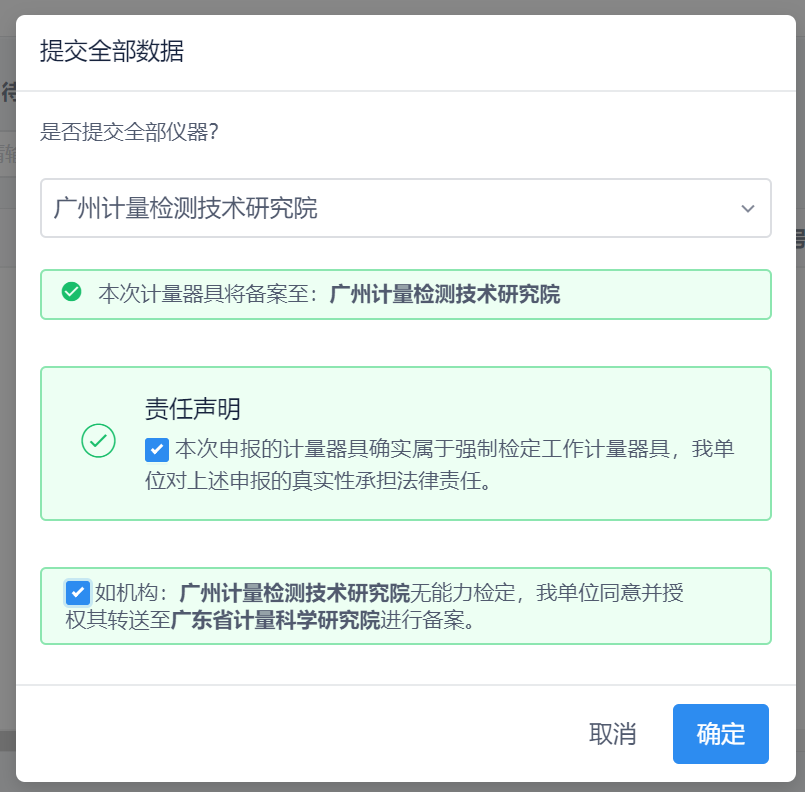 提交全部数据
待
是否提交全部仪器?
广州计量检测技术研究院
本次计量器具将备案至：广州计量检测技术研究院
责任声明
本次申报的计量器具确实属于强制检定工作计量器具，我单
位对上述申报的真实性承担法律责任。
如机构：广州计量检测技术研究院无能力检定，我单位同意并授
权其转送至广东省计量科学研究院进行备案。
取消
确定